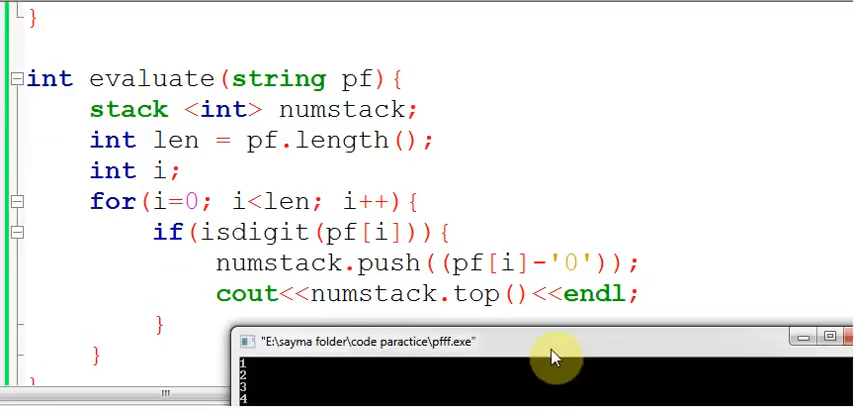 }
int evaluate(string pf){
stack <int> numstack;
int len = pf.length();
int i;
for(i=0; i<len; i++){
if(isdigit(pf[i])){
numstack.push((pf[i]-'0'));
cout<<numstack.top()<<endl;
}
}
}
"E:\sayma folder\code paractice\pfff.exe"
1
2
3
4